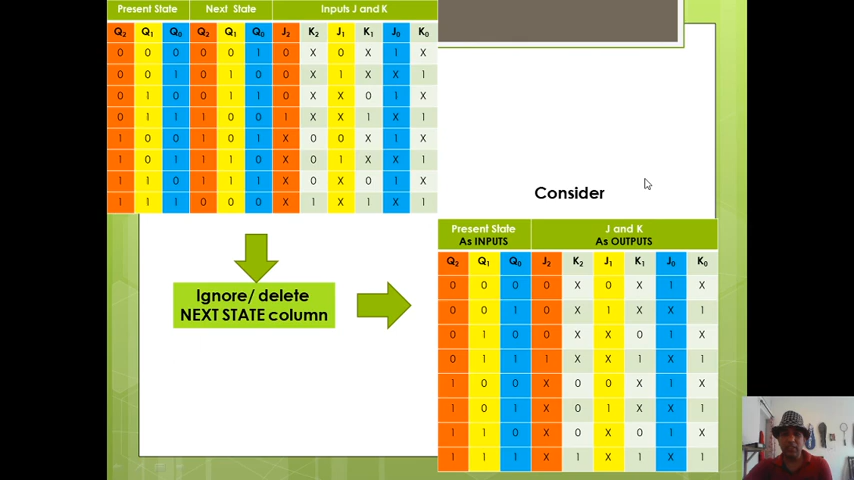 Present State Next State Inputs J and K
Q2 Q1 Q0 Q2 Q1 Q0 J2 K2 J1 K1 J0 K0
0 0 0 0 0 1 0 X 0 X 1 X
0 0 1 0 1 0 0 X 1 X X 1
0 1 0 0 1 1 0 X X 0 1 X
0 1 1 1 0 0 1 X X 1 X 1
1 0 0 1 0 1 X 0 0 X 1 X
1 0 1 1 1 0 X 0 1 X X 1
1 1 0 1 1 1 X 0 X 0 1 X
1 1 1 0 0 0 X 1 X 1 X 1
Consider
Ignore/ delete
NEXT STATE column
Present State J and K
As INPUTS As OUTPUTS
Q2 Q1 Q0 J2 K2 J1 K1 J0 K0
0 0 0 0 X 0 X 1 X
0 0 1 0 X 1 X X 1
0 1 0 0 X X 0 1 X
0 1 1 1 X X 1 X 1
1 0 0 X 0 0 X 1 X
1 0 1 X 0 1 X X 1
1 1 0 X 0 X 0 1 X
1 1 1 X 1 X 1 X 1